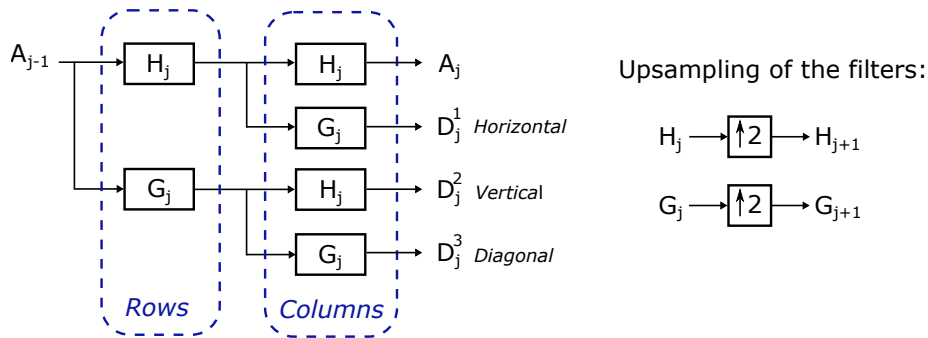 A_{j-1}
H_j
H_j
A_j
G_j
D_j^1 Horizontal
G_j
H_j
D_j^2 Vertical
G_j
D_j^3 Diagonal
Rows
Columns
Upsampling of the filters:
H_j ↑2 H_{j+1}
G_j ↑2 G_{j+1}